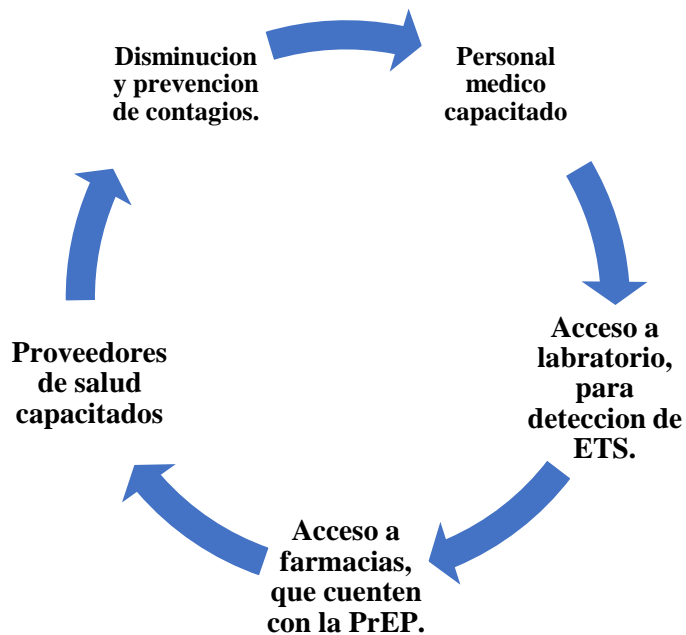 Disminucion
y prevencion
de contagios.
Personal
medico
capacitado
Acceso a
labratorio,
para
deteccion de
ETS.
Acceso a
farmacias,
que cuenten
con la PrEP.
Proveedores
de salud
capacitados